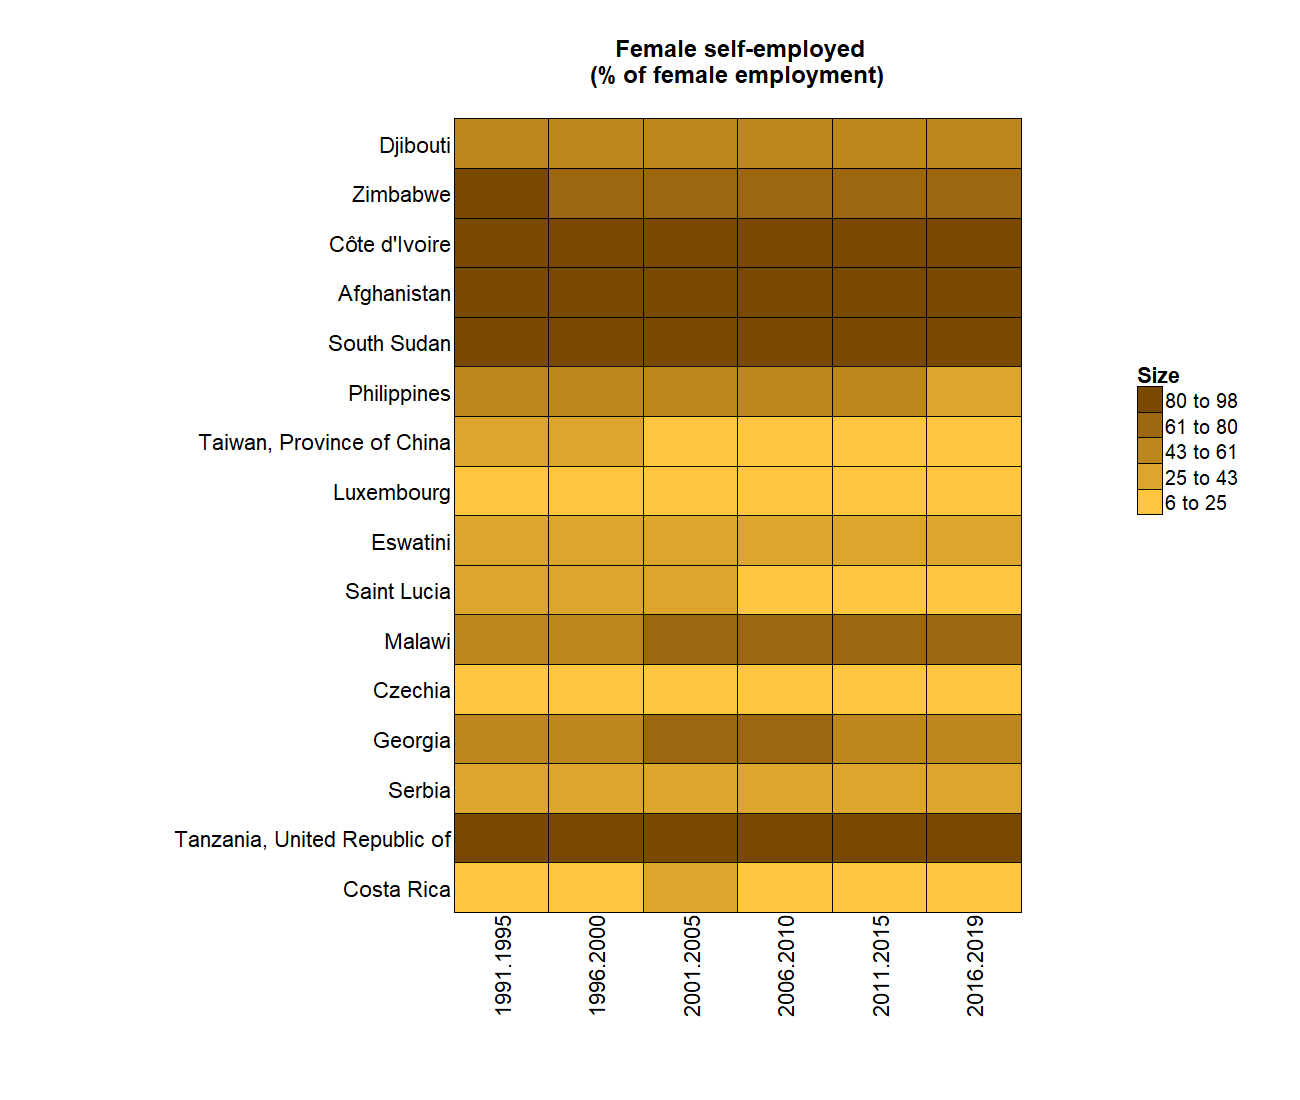 Female self-employed
(% of female employment)
Djibouti
Zimbabwe
Côte d'Ivoire
Afghanistan
South Sudan
Philippines
Taiwan, Province of China
Luxembourg
Eswatini
Saint Lucia
Malawi
Czechia
Georgia
Serbia
Tanzania, United Republic of
Costa Rica
1991.1995
1996.2000
2001.2005
2006.2010
2011.2015
2016.2019
Size
80 to 98
61 to 80
43 to 61
25 to 43
6 to 25